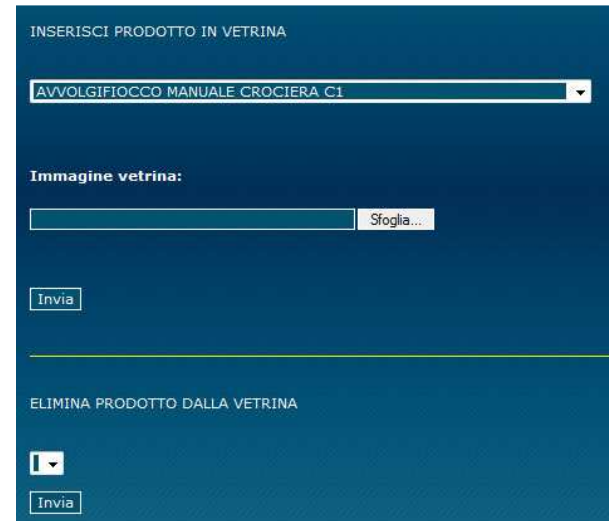 INSERISCI PRODOTTO IN VETRINA
AVVOLGIFIOCCO MANUALE CROCIERA C1
Immagine vetrina:
Sfoglia...
Invia
ELIMINA PRODOTTO DALLA VETRINA
Invia